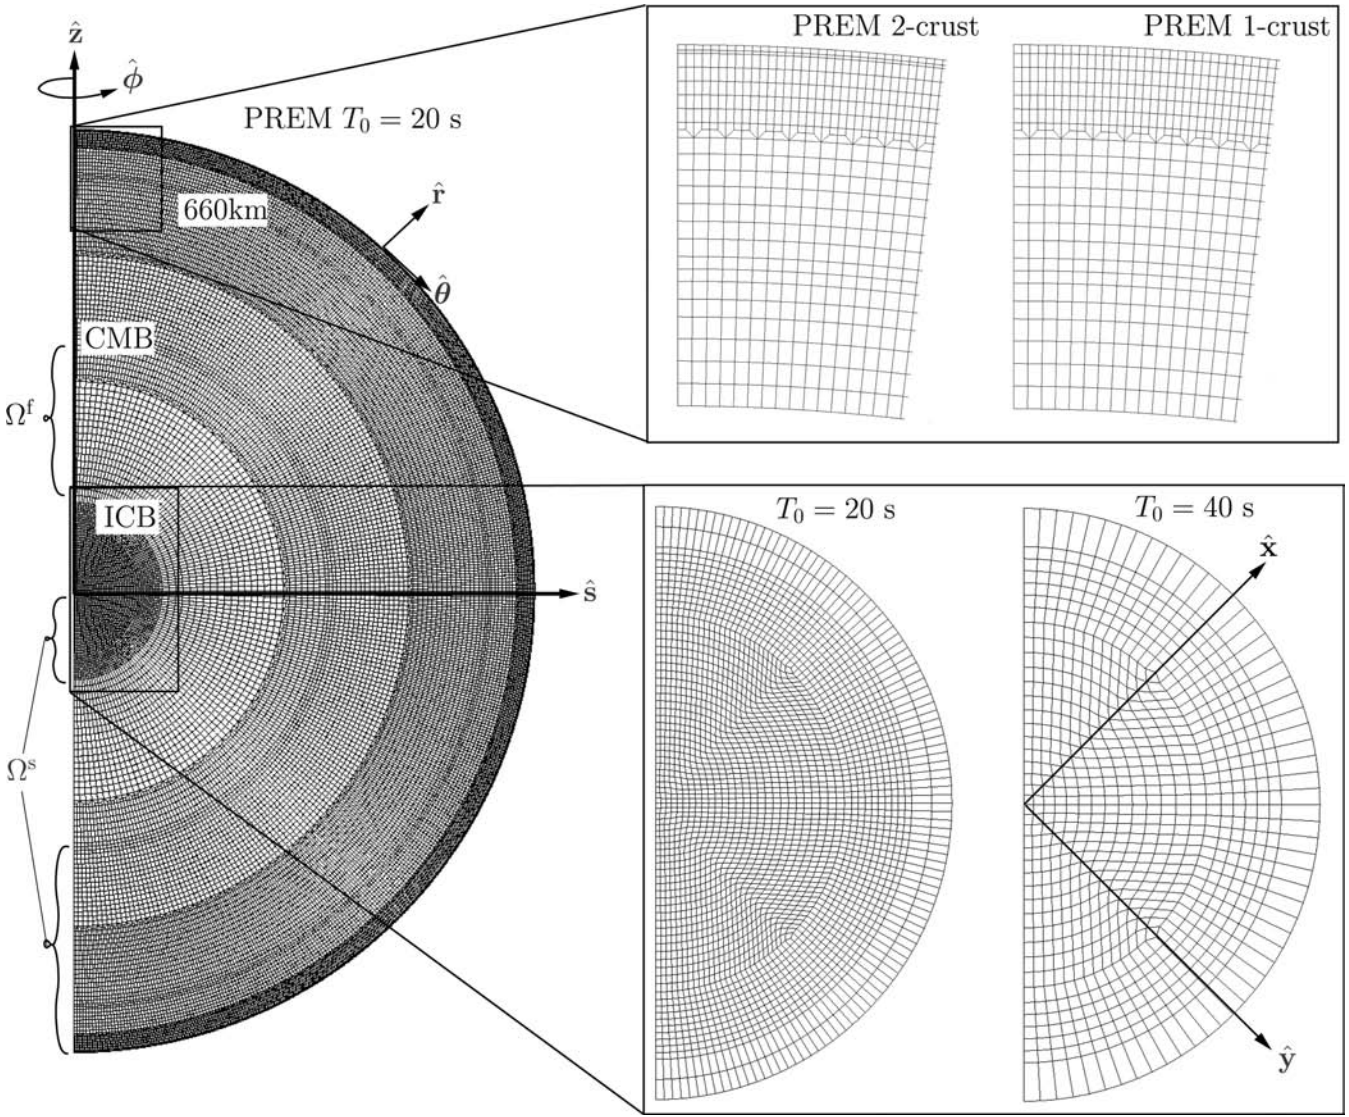 ẑ
ϕ̂
PREM T₀ = 20 s
r̂
660km
θ̂
CMB
Ωᶠ
ICB
ŝ
Ωˢ
PREM 2-crust
PREM 1-crust
T₀ = 20 s
T₀ = 40 s
x̂
ŷ